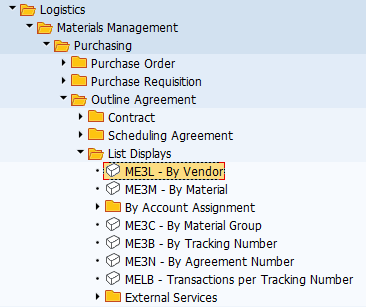 Logistics
Materials Management
Purchasing
Purchase Order
Purchase Requisition
Outline Agreement
Contract
Scheduling Agreement
List Displays
ME3L - By Vendor
ME3M - By Material
By Account Assignment
ME3C - By Material Group
ME3B - By Tracking Number
ME3N - By Agreement Number
MELB - Transactions per Tracking Number
External Services